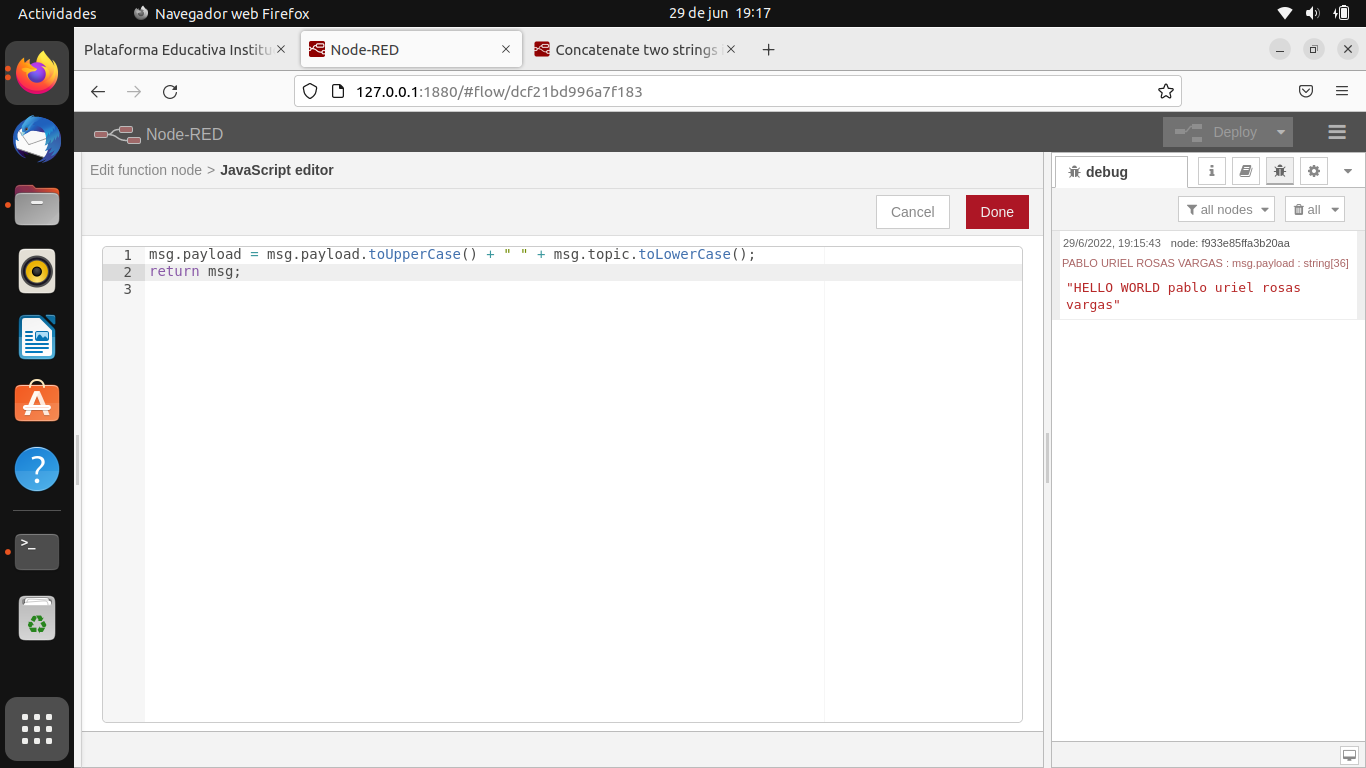 Actividades
Navegador web Firefox
29 de jun 19:17
Plataforma Educativa Institu
Node-RED
Concatenate two strings
127.0.0.1:1880/#flow/dcf21bd996a7f183
Node-RED
Deploy
Edit function node > JavaScript editor
debug
i
Cancel
Done
all nodes
all
1 msg.payload = msg.payload.toUpperCase() + " " + msg.topic.toLowerCase();
2 return msg;
3
29/6/2022, 19:15:43 node: f933e85ffa3b20aa
PABLO URIEL ROSAS VARGAS : msg.payload : string[36]
"HELLO WORLD pablo uriel rosas
vargas"
>_
?